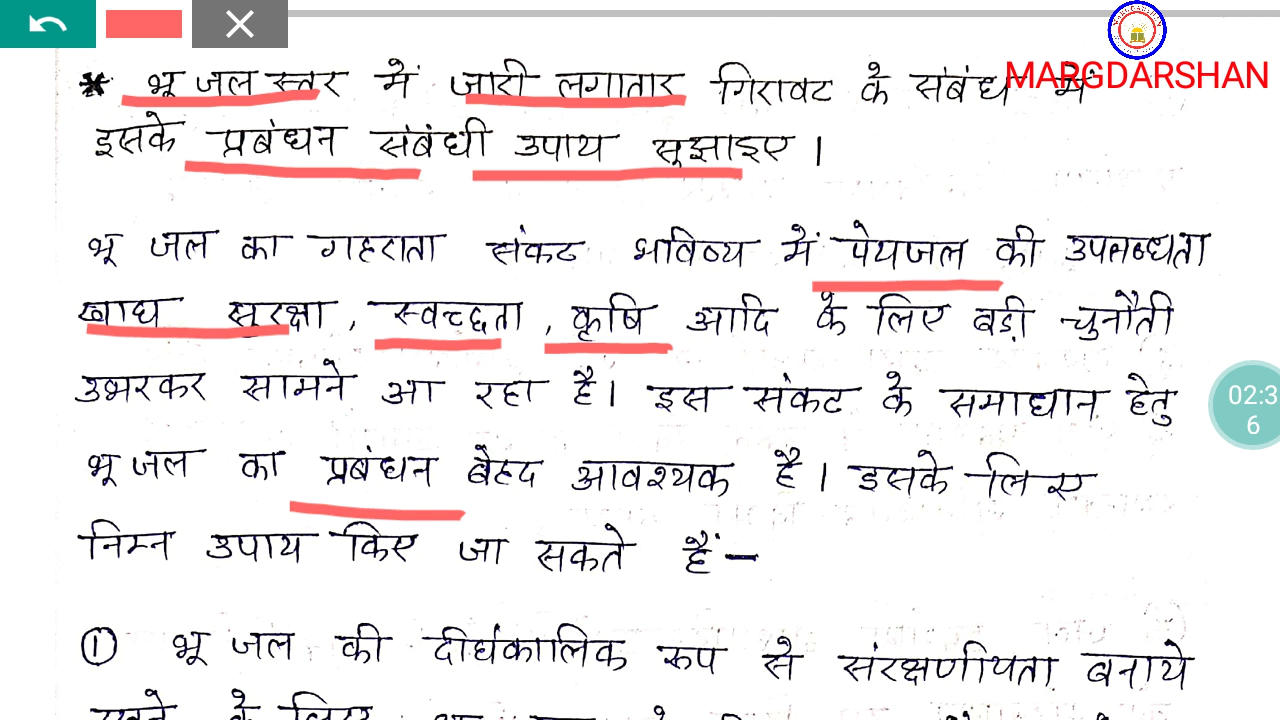 MARGDARSHAN
* भू जल स्तर में जारी लगातार गिरावट के संबंध में
इसके प्रबंधन संबंधी उपाय सूझाइए।
भू जल का गहराता संकट भविष्य में पेयजल की उपलब्धता
खाद्य सुरक्षा, स्वच्छता, कृषि आदि के लिए बड़ी चुनौती
उभरकर सामने आ रहा है। इस संकट के समाधान हेतु
02:3
6
भू जल का प्रबंधन बेहद आवश्यक है। इसके लिए
निम्न उपाय किए जा सकते हैं –
① भू जल की दीर्घकालिक रूप से संरक्षणीयता बनाये